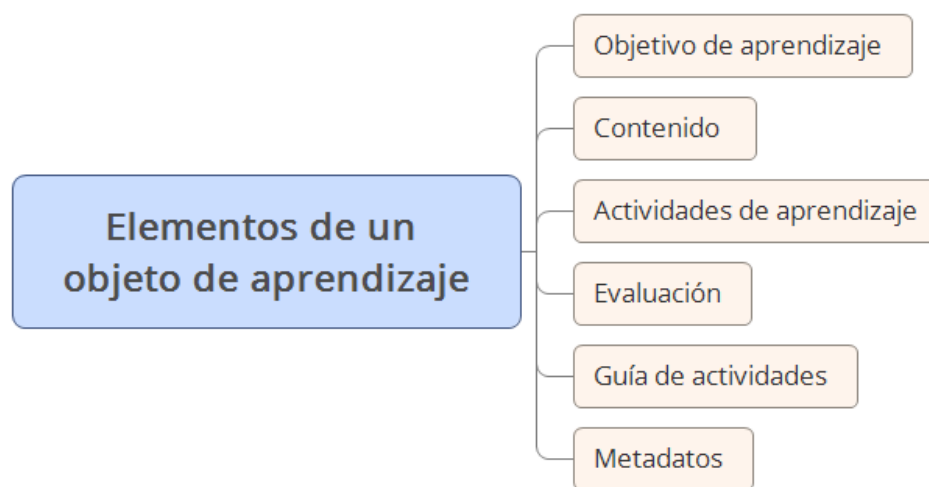 Elementos de un
objeto de aprendizaje
Objetivo de aprendizaje
Contenido
Actividades de aprendizaje
Evaluación
Guía de actividades
Metadatos